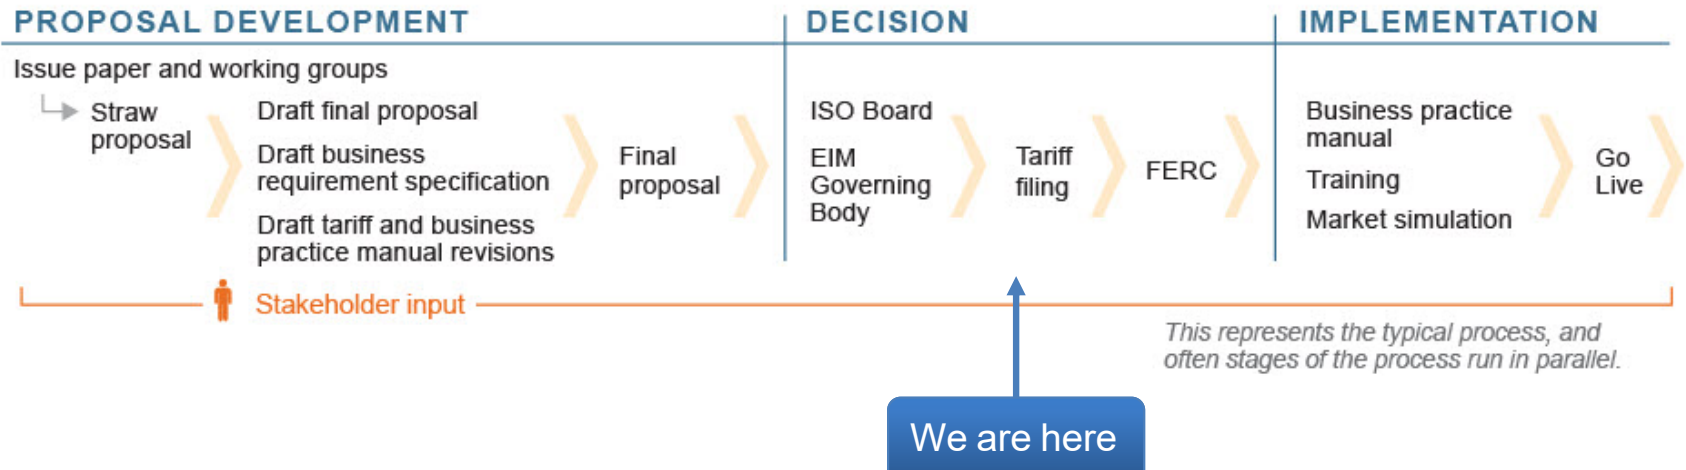 PROPOSAL DEVELOPMENT
DECISION
IMPLEMENTATION
Issue paper and working groups
Straw
proposal
Draft final proposal
Draft business
requirement specification
Draft tariff and business
practice manual revisions
Final
proposal
ISO Board
EIM
Governing
Body
Tariff
filing
FERC
Business practice
manual
Training
Market simulation
Go
Live
Stakeholder input
This represents the typical process, and
often stages of the process run in parallel.
We are here